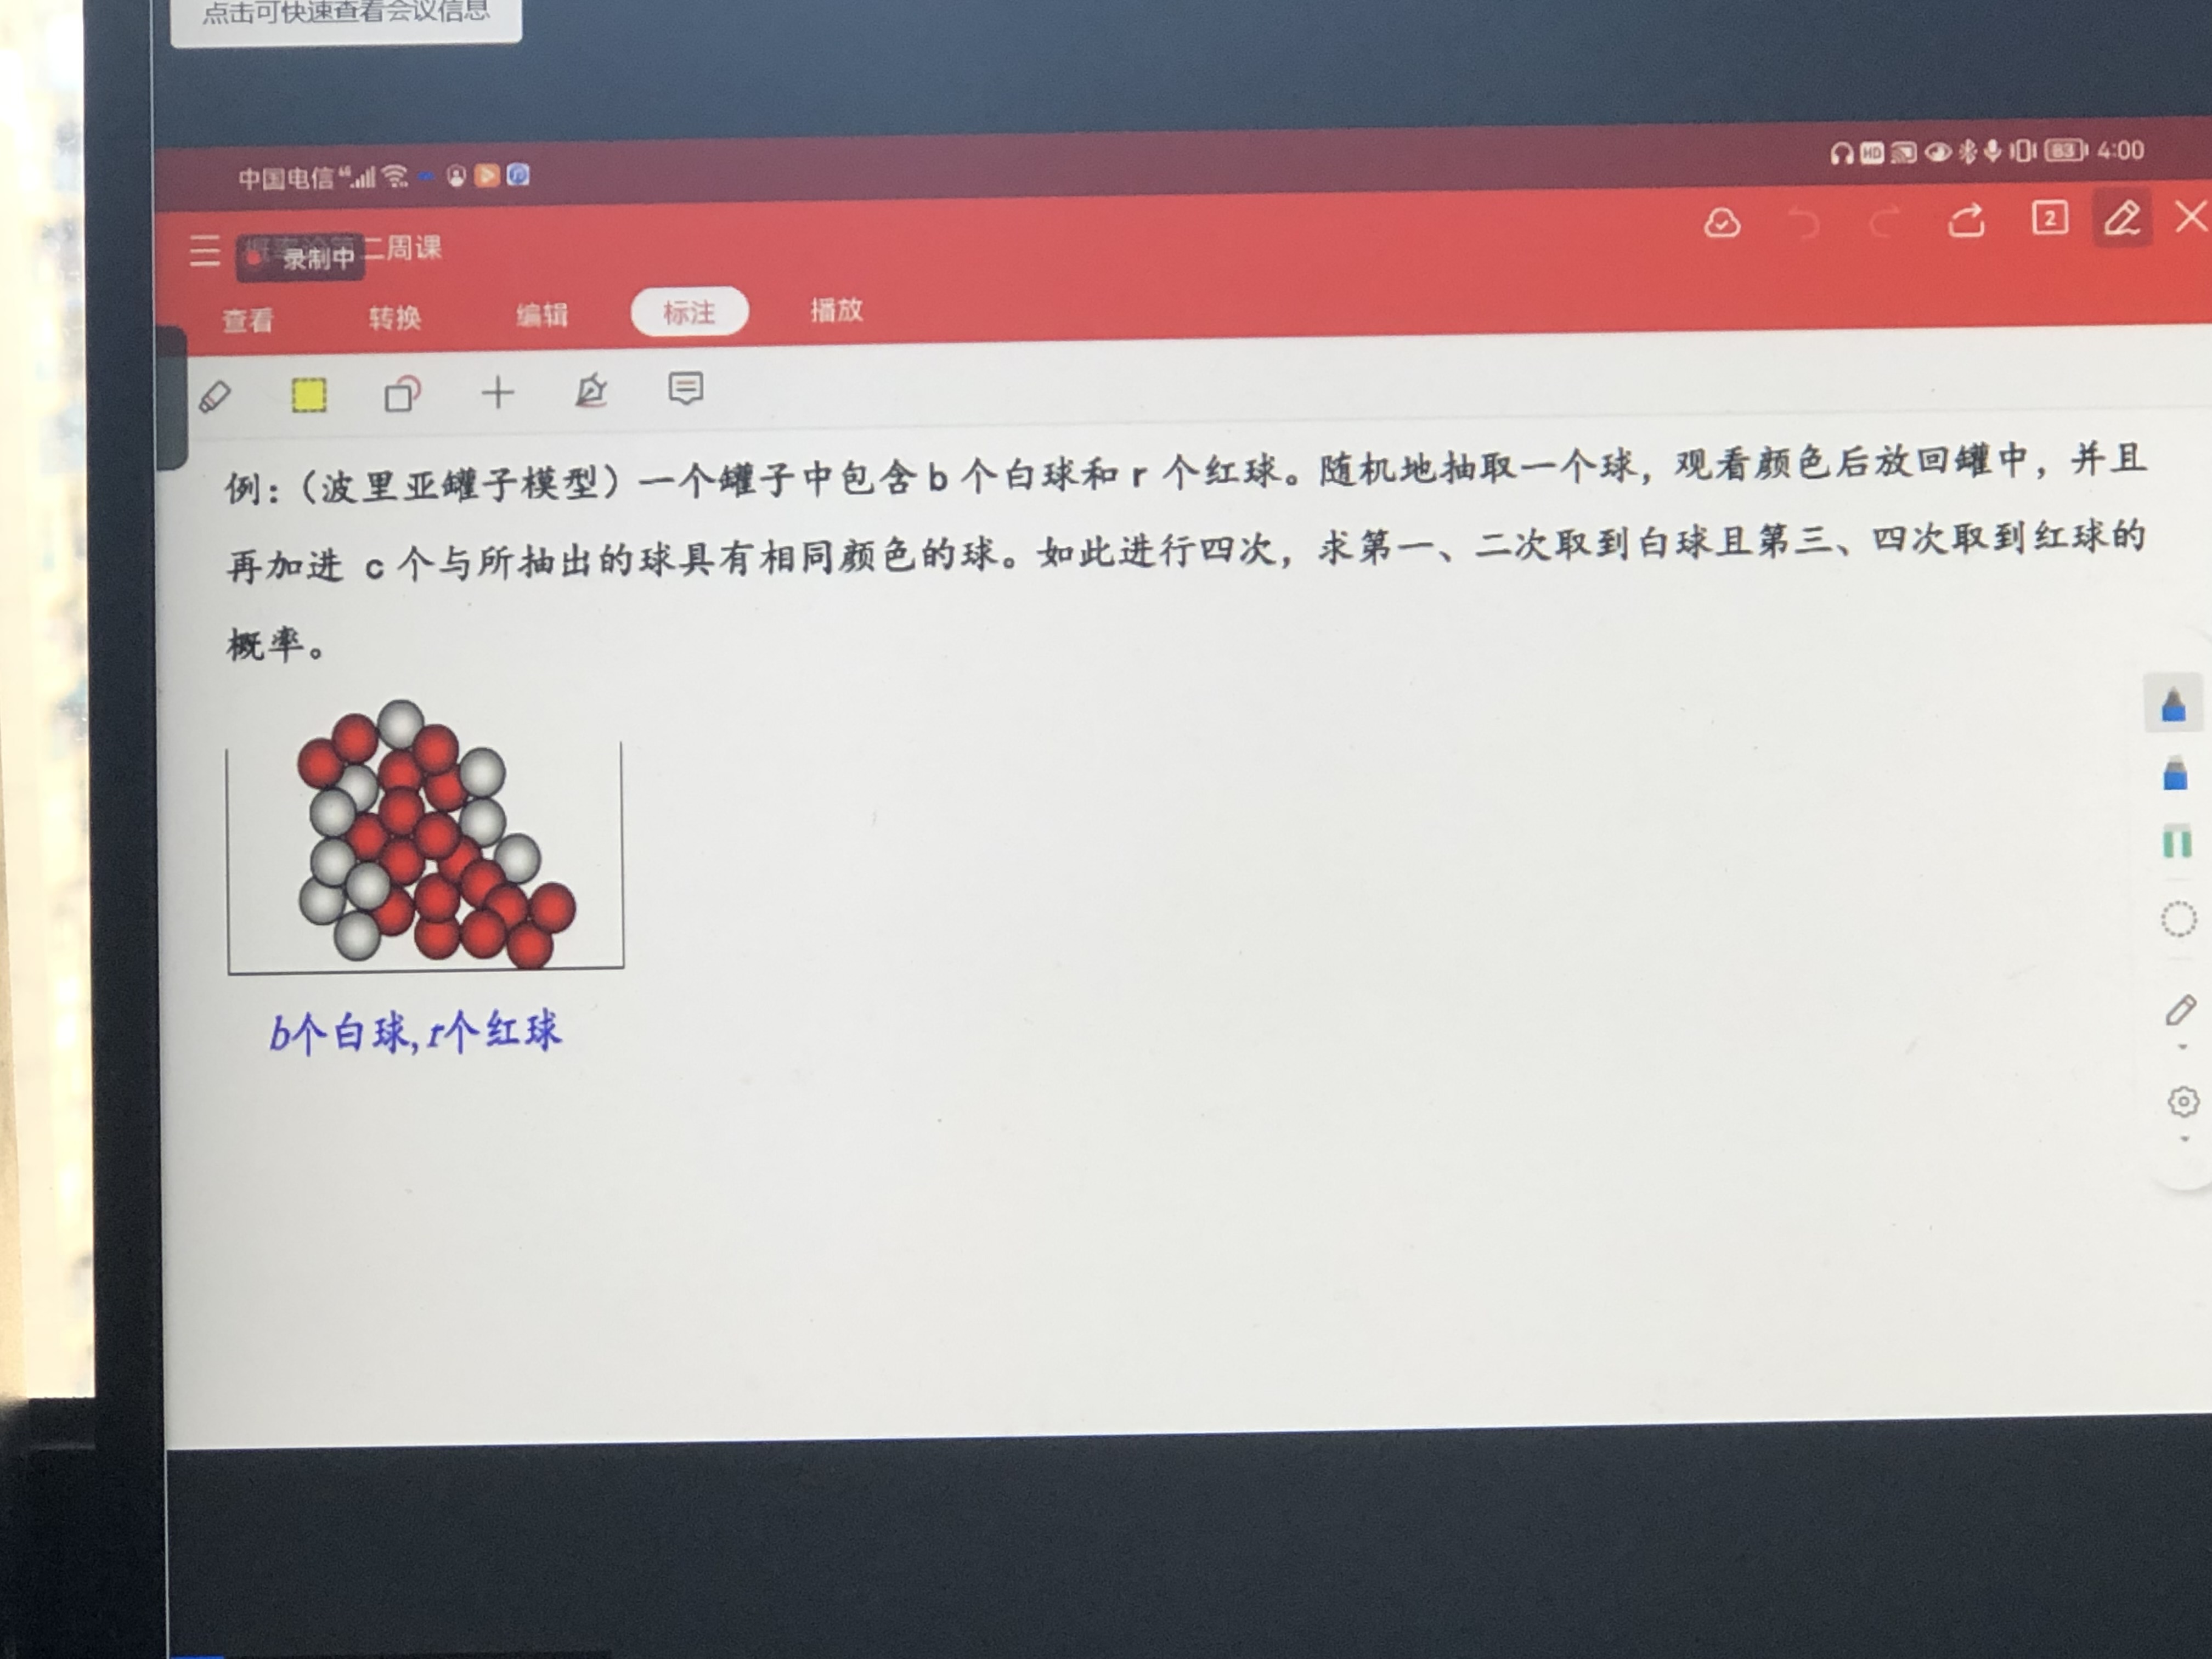 点击可快速查看会议信息
中国电信 HD 83 4:00
录制中 二周课 2
查看 转换 编辑 标注 播放
例：（波里亚罐子模型）一个罐子中包含 b 个白球和 r 个红球。随机地抽取一个球，观看颜色后放回罐中，并且
再加进 c 个与所抽出的球具有相同颜色的球。如此进行四次，求第一、二次取到白球且第三、四次取到红球的
概率。
b个白球,r个红球